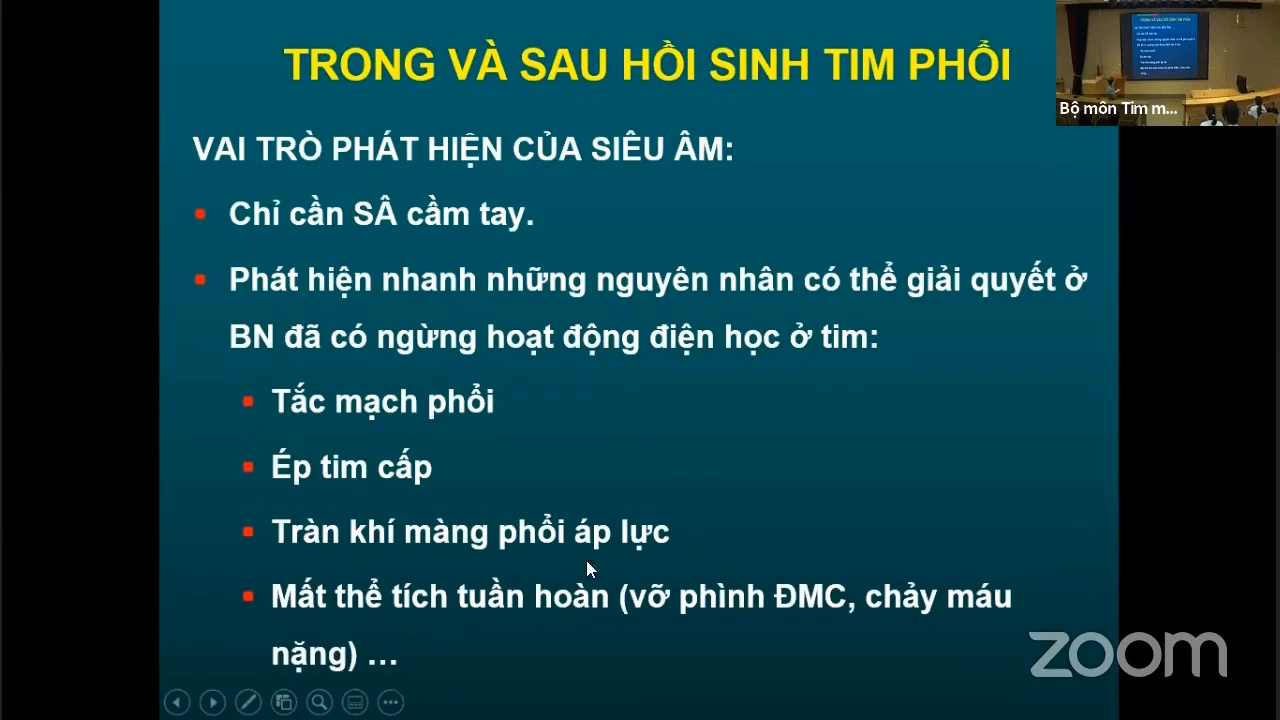 TRONG VÀ SAU HỒI SINH TIM PHỔI
Bộ môn Tim m...
VAI TRÒ PHÁT HIỆN CỦA SIÊU ÂM:
Chỉ cần SÂ cầm tay.
Phát hiện nhanh những nguyên nhân có thể giải quyết ở
BN đã có ngừng hoạt động điện học ở tim:
Tắc mạch phổi
Ép tim cấp
Tràn khí màng phổi áp lực
Mất thể tích tuần hoàn (vỡ phình ĐMC, chảy máu
nặng) ...
zoom